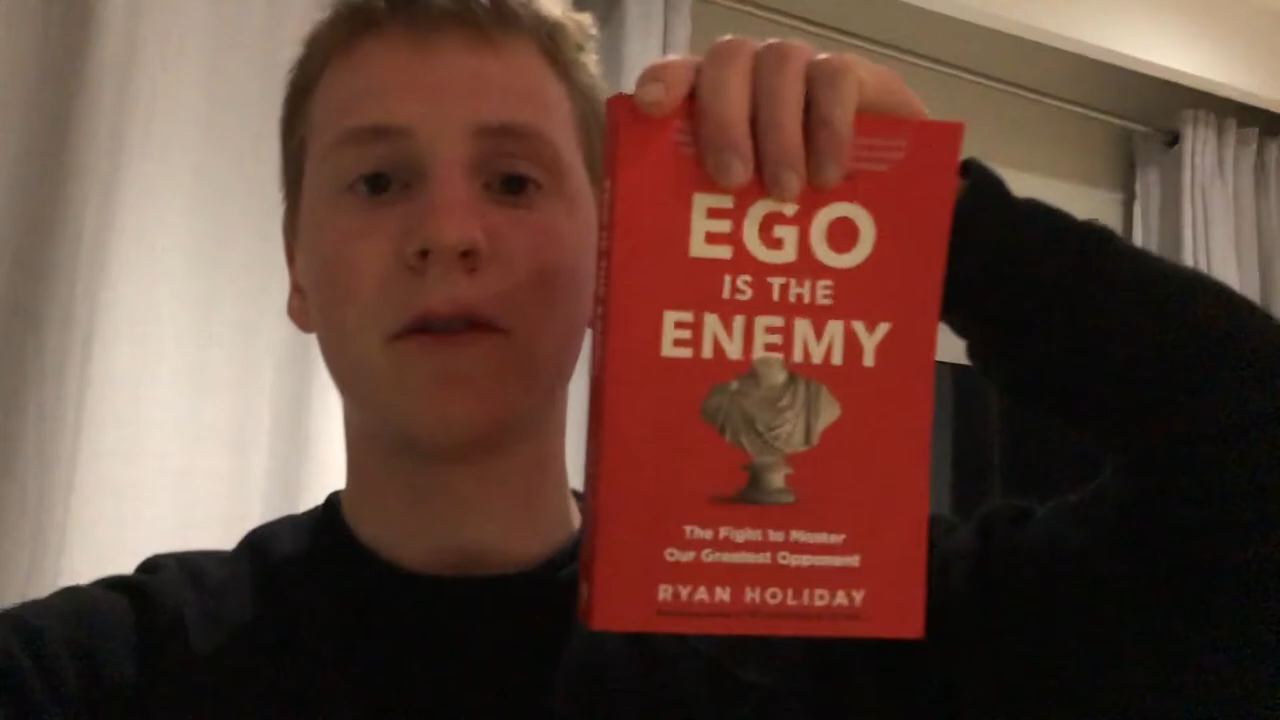 EGO
IS THE
ENEMY
The Fight to Master
Our Greatest Opponent
RYAN HOLIDAY